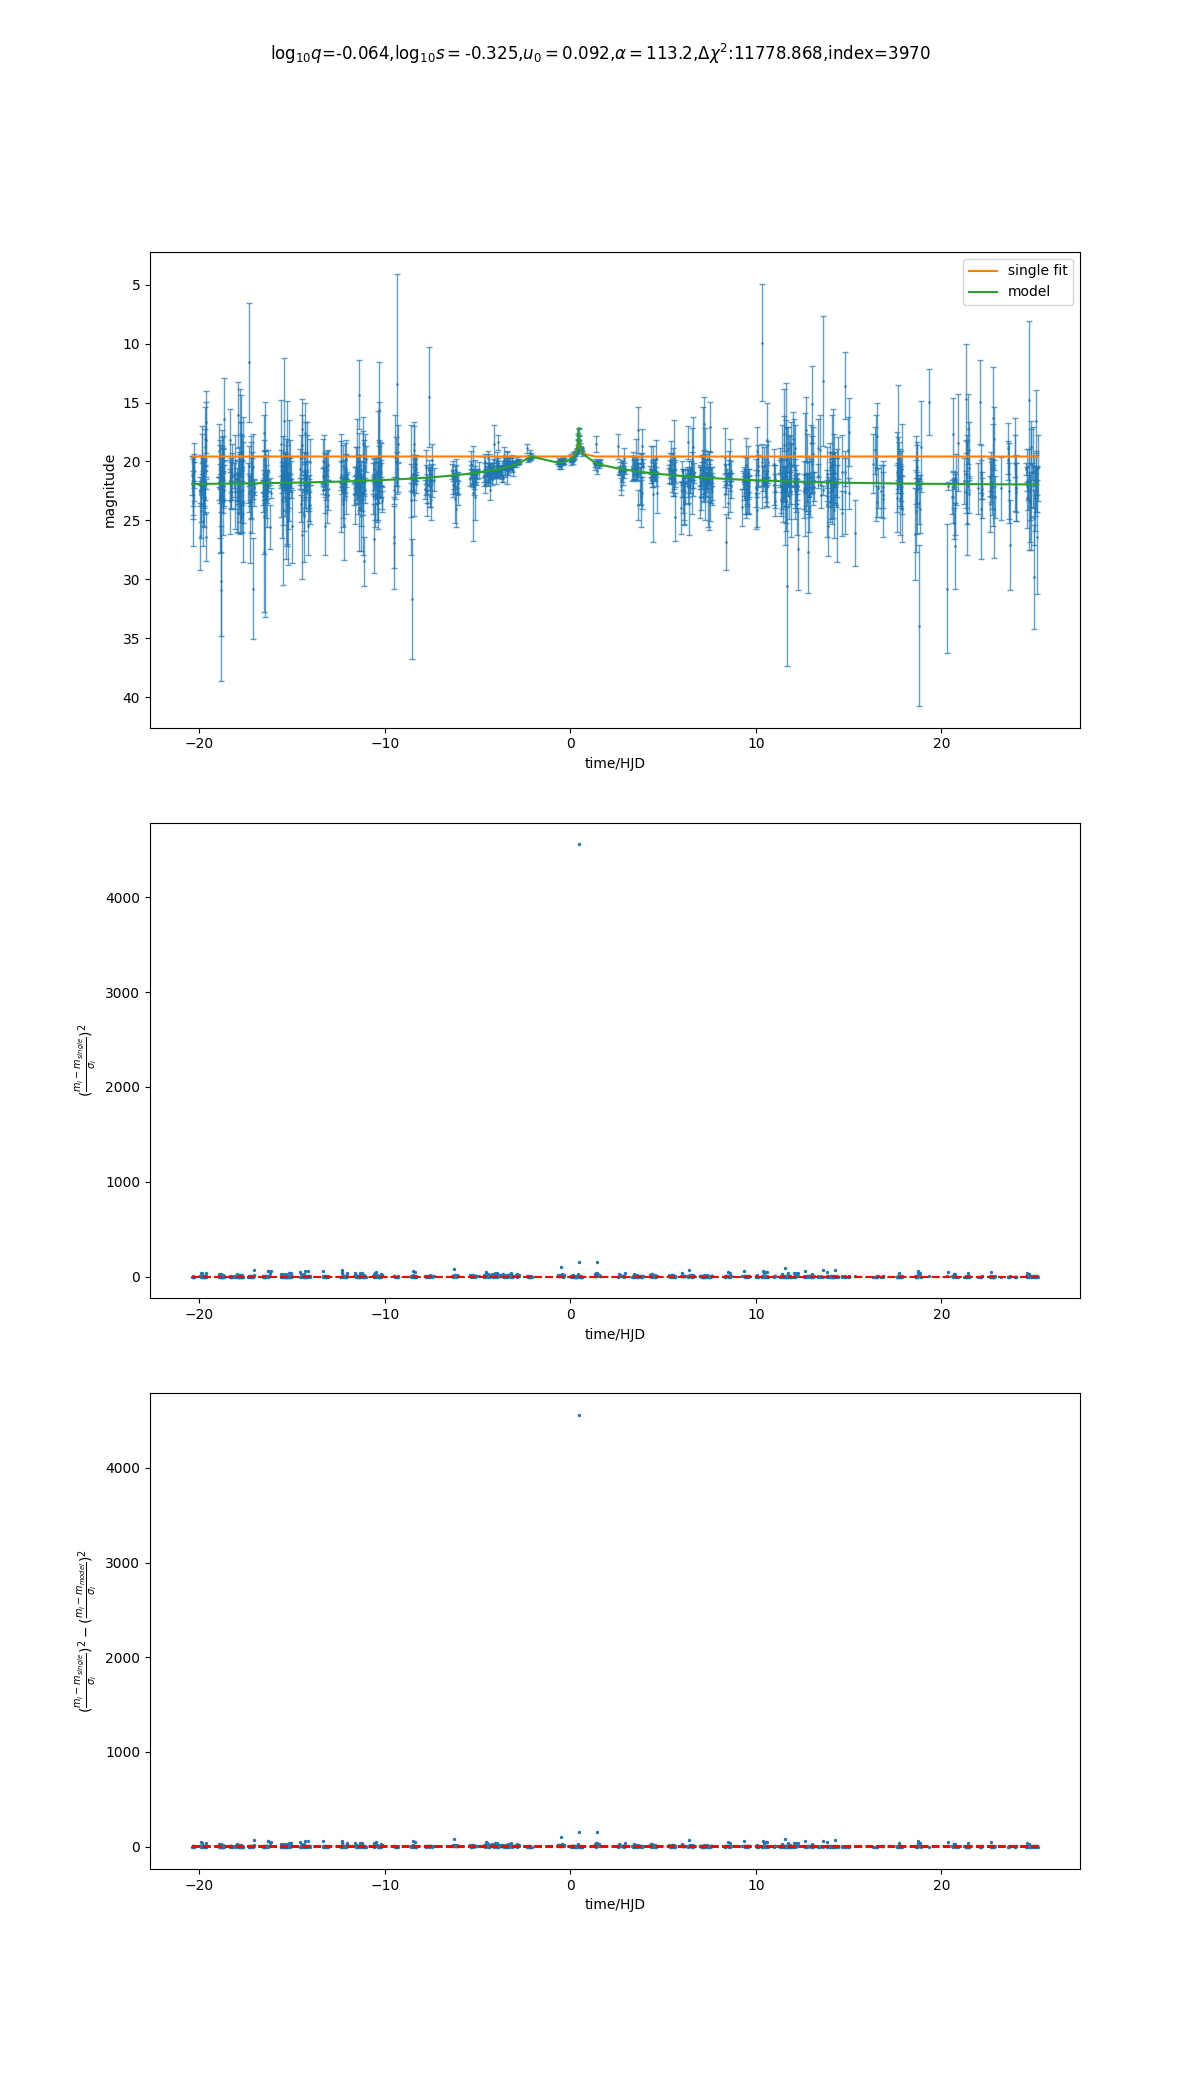 log₁₀q=-0.064,log₁₀s = -0.325,u₀ = 0.092,α = 113.2,Δχ²:11778.868,index=3970
single fit
model
5
10
15
20
25
30
35
40
magnitude
−20 −10 0 10 20
time/HJD
4000
3000
2000
1000
0
((mᵢ − m_single)/σᵢ)²
−20 −10 0 10 20
time/HJD
4000
3000
2000
1000
0
((mᵢ − m_single)/σᵢ)² − ((mᵢ − m_model)/σᵢ)²
−20 −10 0 10 20
time/HJD